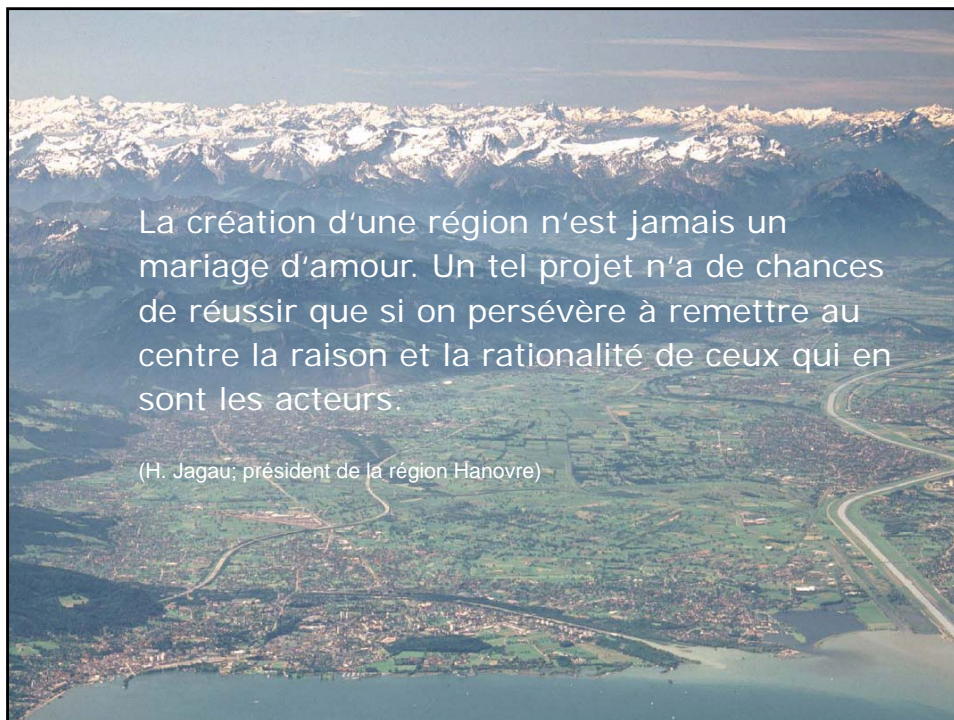 La création d‘une région n‘est jamais un
mariage d‘amour. Un tel projet n‘a de chances
de réussir que si on persévère à remettre au
centre la raison et la rationalité de ceux qui en
sont les acteurs.
(H. Jagau; président de la région Hanovre)